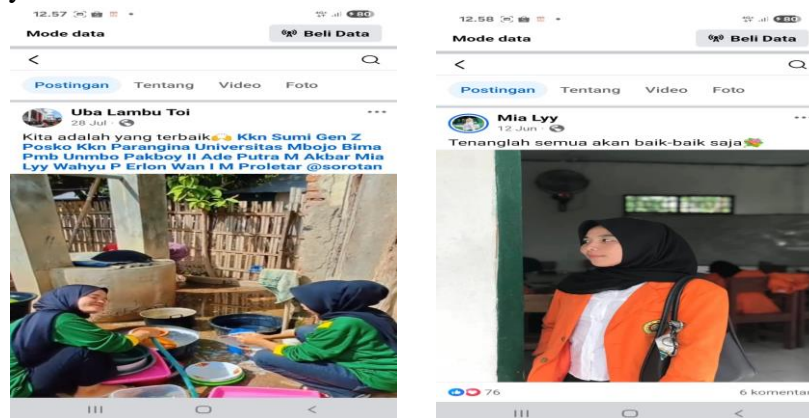 12.57
80
Mode data
Beli Data
Postingan Tentang Video Foto
Uba Lambu Toi
28 Jul
Kita adalah yang terbaik Kkn Sumi Gen Z
Posko Kkn Parangina Universitas Mbojo Bima
Pmb Unmbo Pakboy II Ade Putra M Akbar Mia
Lyy Wahyu P Erlon Wan I M Proletar @sorotan
12.58
80
Mode data
Beli Data
Postingan Tentang Video Foto
Mia Lyy
12 Jun
Tenanglah semua akan baik-baik saja
76
6 komentar